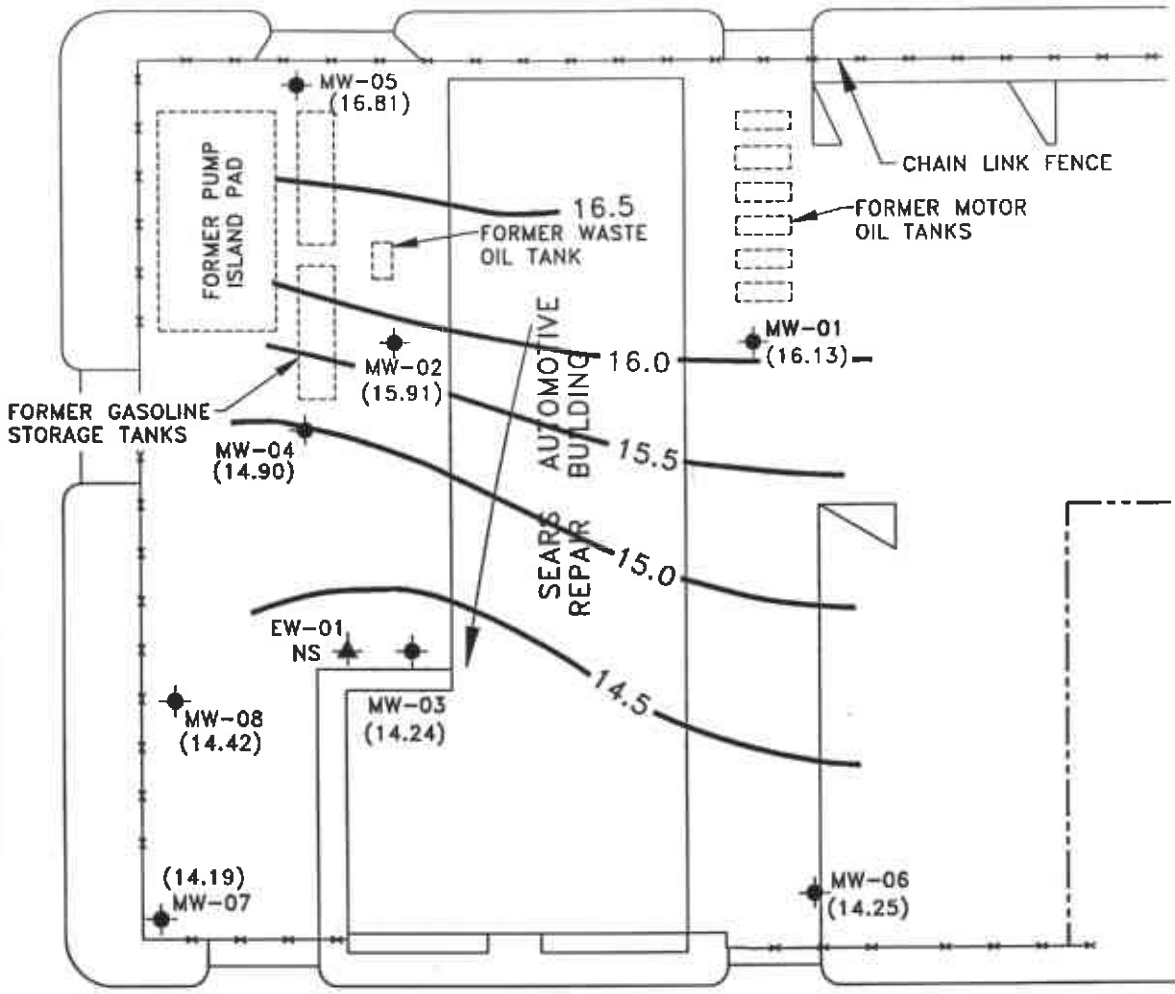 MW-05
(16.81)
FORMER PUMP
ISLAND PAD
CHAIN LINK FENCE
16.5
FORMER WASTE
OIL TANK
FORMER MOTOR
OIL TANKS
MW-01
(16.13)
16.0
MW-02
(15.91)
FORMER GASOLINE
STORAGE TANKS
MW-04
(14.90)
15.5
SEARS AUTOMOTIVE
REPAIR BUILDING
15.0
EW-01
NS
14.5
MW-03
(14.24)
MW-08
(14.42)
(14.19)
MW-07
MW-06
(14.25)